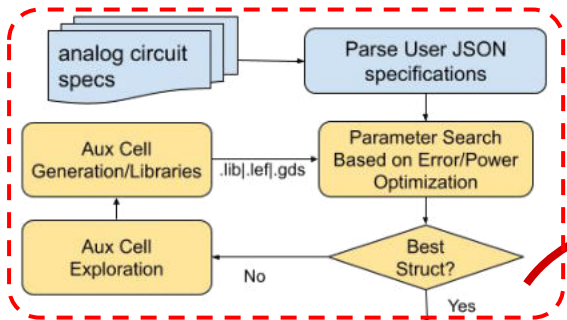 analog circuit
specs
Parse User JSON
specifications
Aux Cell
Generation/Libraries
.lib|.lef|.gds
Parameter Search
Based on Error/Power
Optimization
Aux Cell
Exploration
No
Best
Struct?
Yes